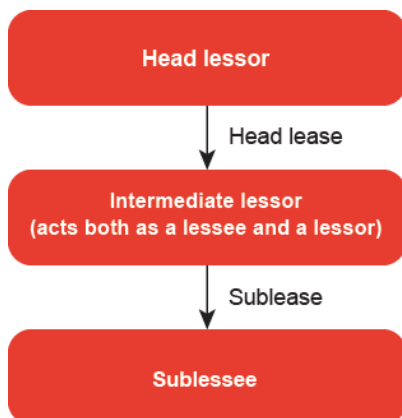 Head lessor
Head lease
Intermediate lessor
(acts both as a lessee and a lessor)
Sublease
Sublessee